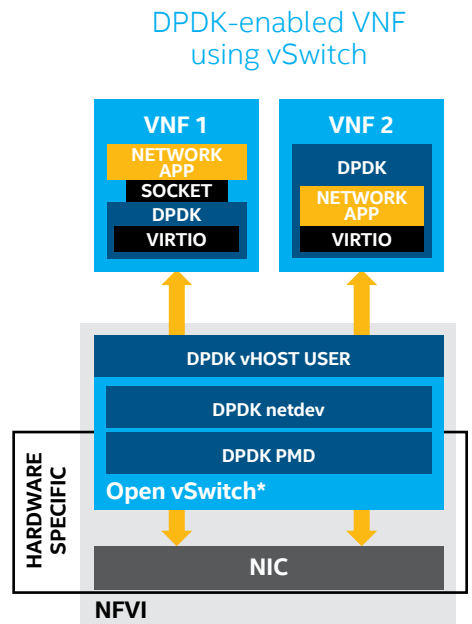 DPDK-enabled VNF
using vSwitch
VNF 1
NETWORK
APP
SOCKET
DPDK
VIRTIO
VNF 2
DPDK
NETWORK
APP
VIRTIO
DPDK vHOST USER
DPDK netdev
DPDK PMD
Open vSwitch*
HARDWARE
SPECIFIC
NIC
NFVI